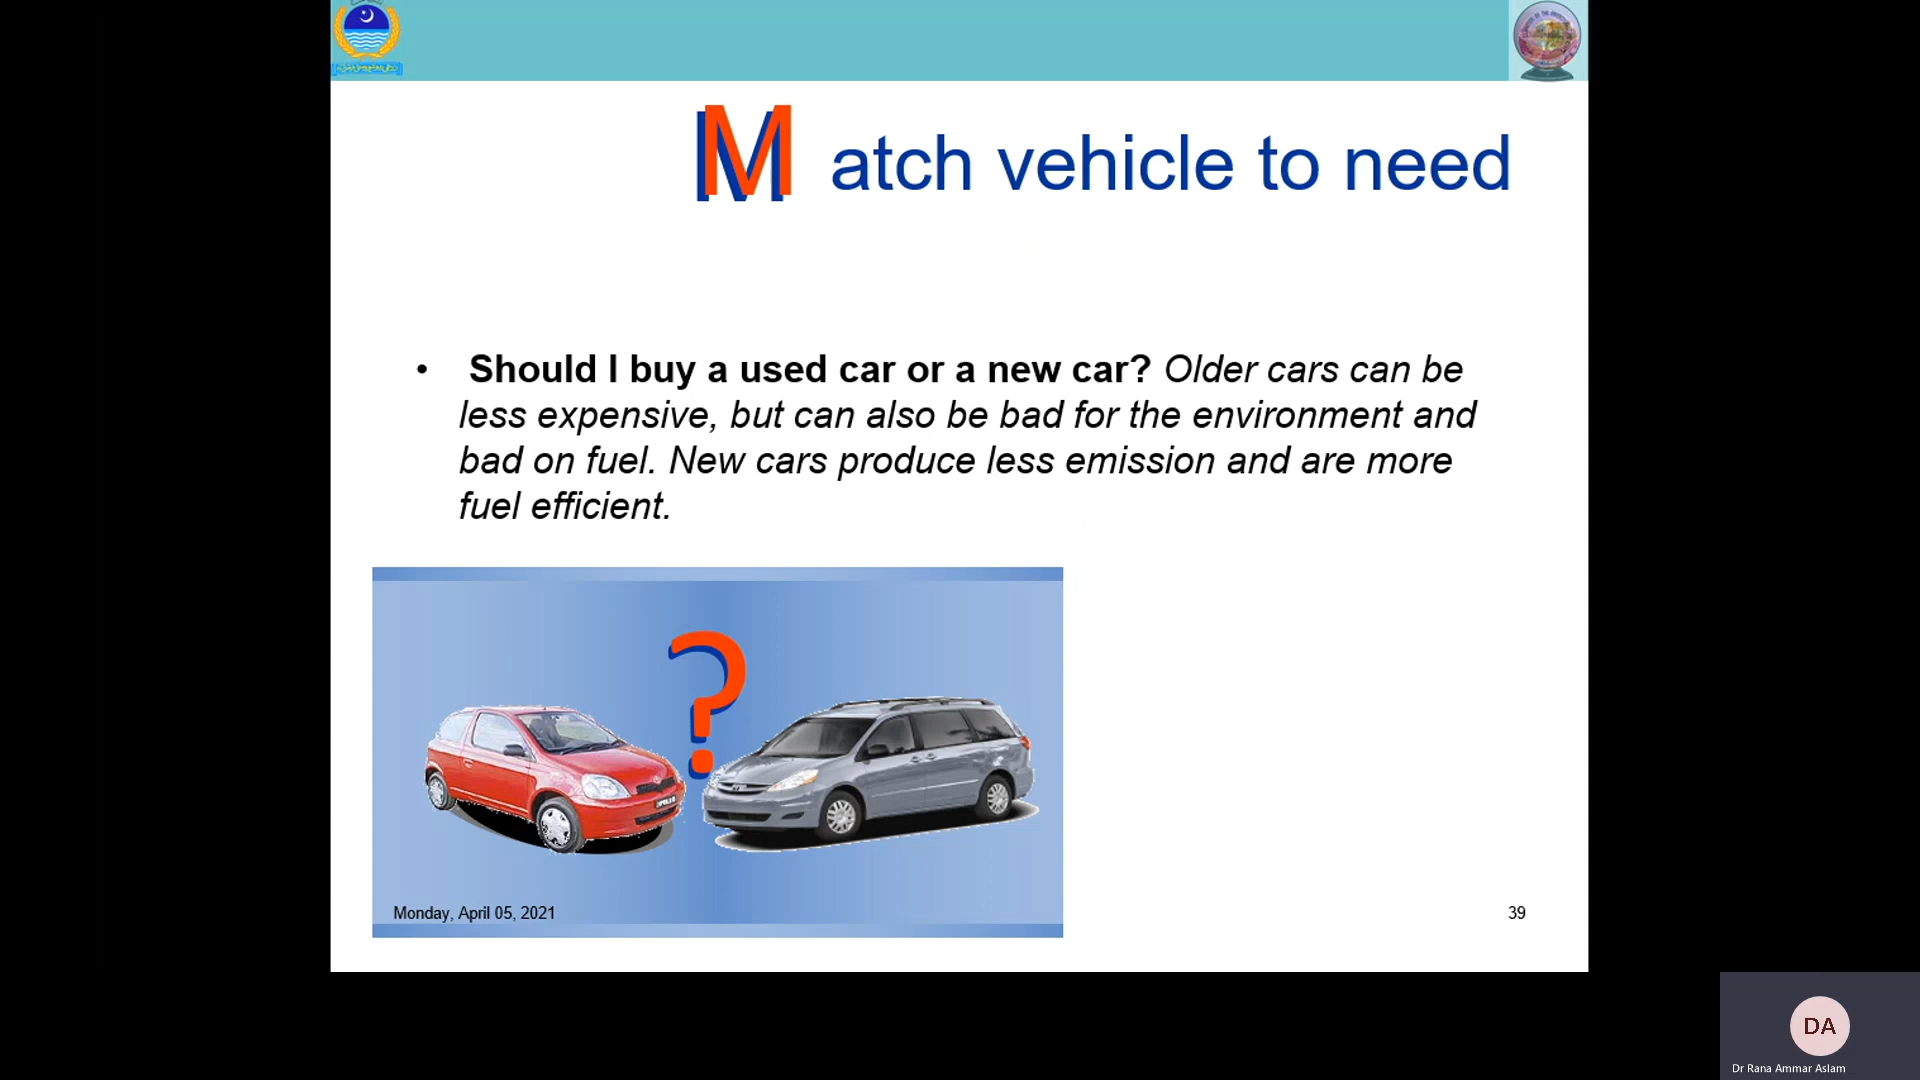 M atch vehicle to need
• Should I buy a used car or a new car? Older cars can be
less expensive, but can also be bad for the environment and
bad on fuel. New cars produce less emission and are more
fuel efficient.
?
Monday, April 05, 2021
39
DA
Dr Rana Ammar Aslam